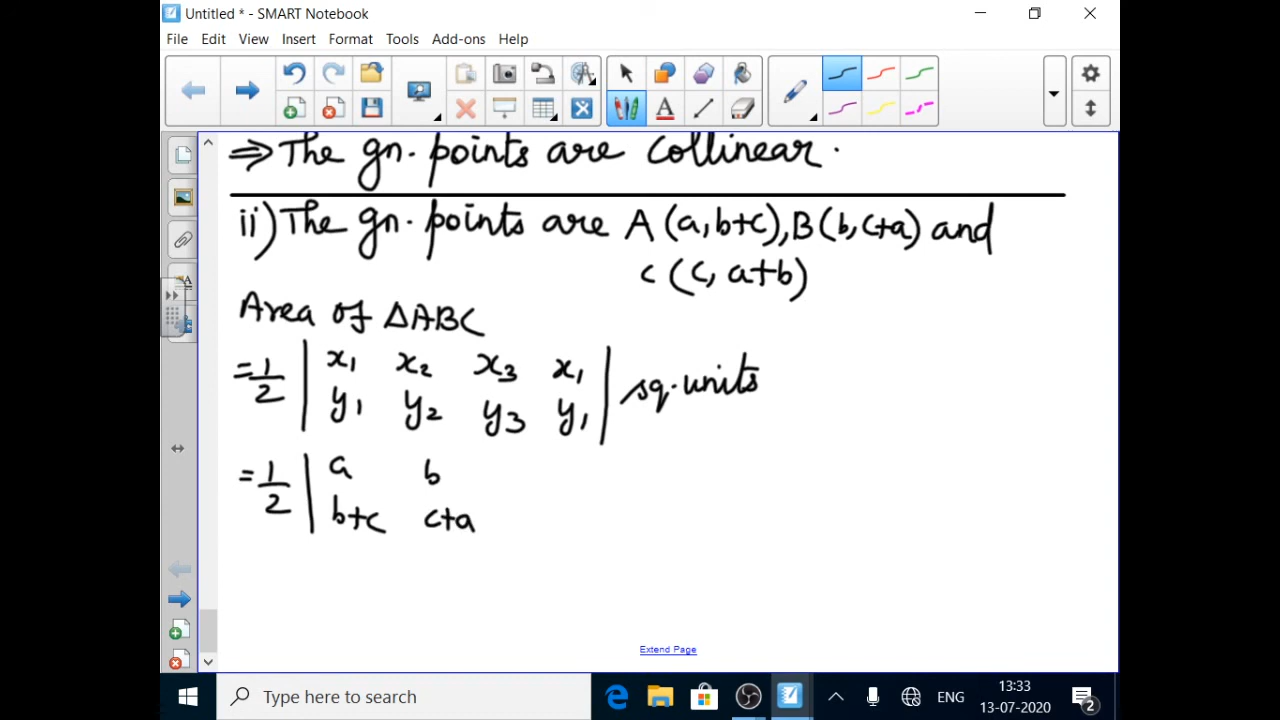 Untitled * - SMART Notebook
File Edit View Insert Format Tools Add-ons Help
⇒ The gn. points are collinear.
ii) The gn. points are A (a, b+c), B (b, c+a) and
c (c, a+b)
Area of ΔABC
= 1/2 | x₁ x₂ x₃ x₁ |
| y₁ y₂ y₃ y₁ | sq. units
= 1/2 | a b
| b+c c+a
Extend Page
Type here to search
ENG
13:33
13-07-2020
2